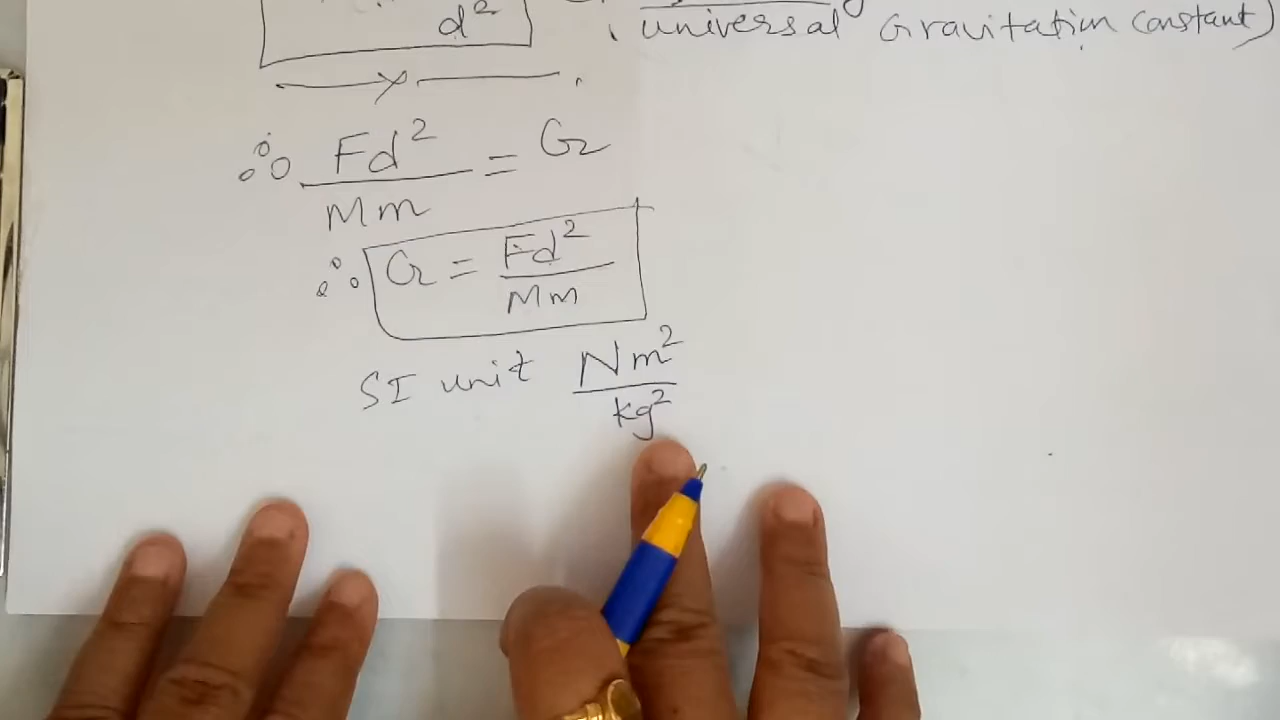 d²
universal Gravitation constant)
∴ Fd²/Mm = G
∴ G = Fd²/Mm
SI unit Nm²/kg²